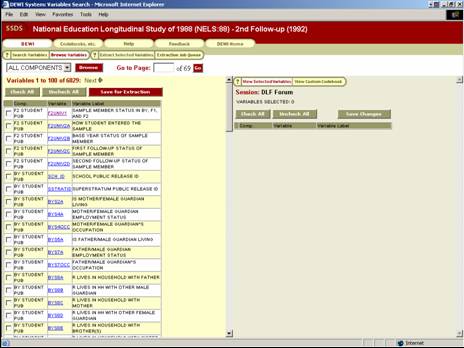 DEWI System: Variables Search - Microsoft Internet Explorer
File Edit View Favorites Tools Help
SSDS National Education Longitudinal Study of 1988 (NELS:88) - 2nd Follow-up (1992)
DEWI Codebooks, etc. Help Feedback DEWI Home
? Search Variables Browse Variables ? Extract Selected Variables Extraction Job Queue
ALL COMPONENTS Browse Go to Page: of 69 Go
Variables 1 to 100 of 6829: Next
Check All Uncheck All Save for Extraction
Comp. Variable Variable Label
F2 STUDENT PUB F2UNIV1 SAMPLE MEMBER STATUS IN BY, F1, AND F2
F2 STUDENT PUB F2UNIV2A HOW STUDENT ENTERED THE SAMPLE
F2 STUDENT PUB F2UNIV2B BASE YEAR STATUS OF SAMPLE MEMBER
F2 STUDENT PUB F2UNIV2C FIRST FOLLOW-UP STATUS OF SAMPLE MEMBER
F2 STUDENT PUB F2UNIV2D SECOND FOLLOW-UP STATUS OF SAMPLE MEMBER
BY STUDENT PUB SCH_ID SCHOOL PUBLIC RELEASE ID
BY STUDENT PUB SSTRATID SUPERSTRATUM PUBLIC RELEASE ID
BY STUDENT PUB BYS2A IS MOTHER/FEMALE GUARDIAN LIVING
BY STUDENT PUB BYS4A MOTHER/FEMALE GUARDIAN EMPLOYMENT STATUS
BY STUDENT PUB BYS4OCC MOTHER/FEMALE GUARDIAN"S OCCUPATION
BY STUDENT PUB BYS5A IS FATHER/MALE GUARDIAN LIVING
BY STUDENT PUB BYS7A FATHER/MALE GUARDIAN EMPLOYMENT STATUS
BY STUDENT PUB BYS7OCC FATHER/MALE GUARDIAN"S OCCUPATION
BY STUDENT PUB BYS8A R LIVES IN HOUSEHOLD WITH FATHER
BY STUDENT PUB BYS8B R LIVES IN HH WITH OTHER MALE GUARDIAN
BY STUDENT PUB BYS8C R LIVES IN HOUSEHOLD WITH MOTHER
BY STUDENT PUB BYS8D R LIVES IN HH WITH OTHER FEMALE GUARDIAN
BY STUDENT PUB BYS8E R LIVES IN HOUSEHOLD WITH BROTHER(S)
? View Selected Variables View Custom Codebook
Session: DLF Forum
VARIABLES SELECTED: 0
Check All Uncheck All Save Changes
Comp. Variable Variable Label
Internet